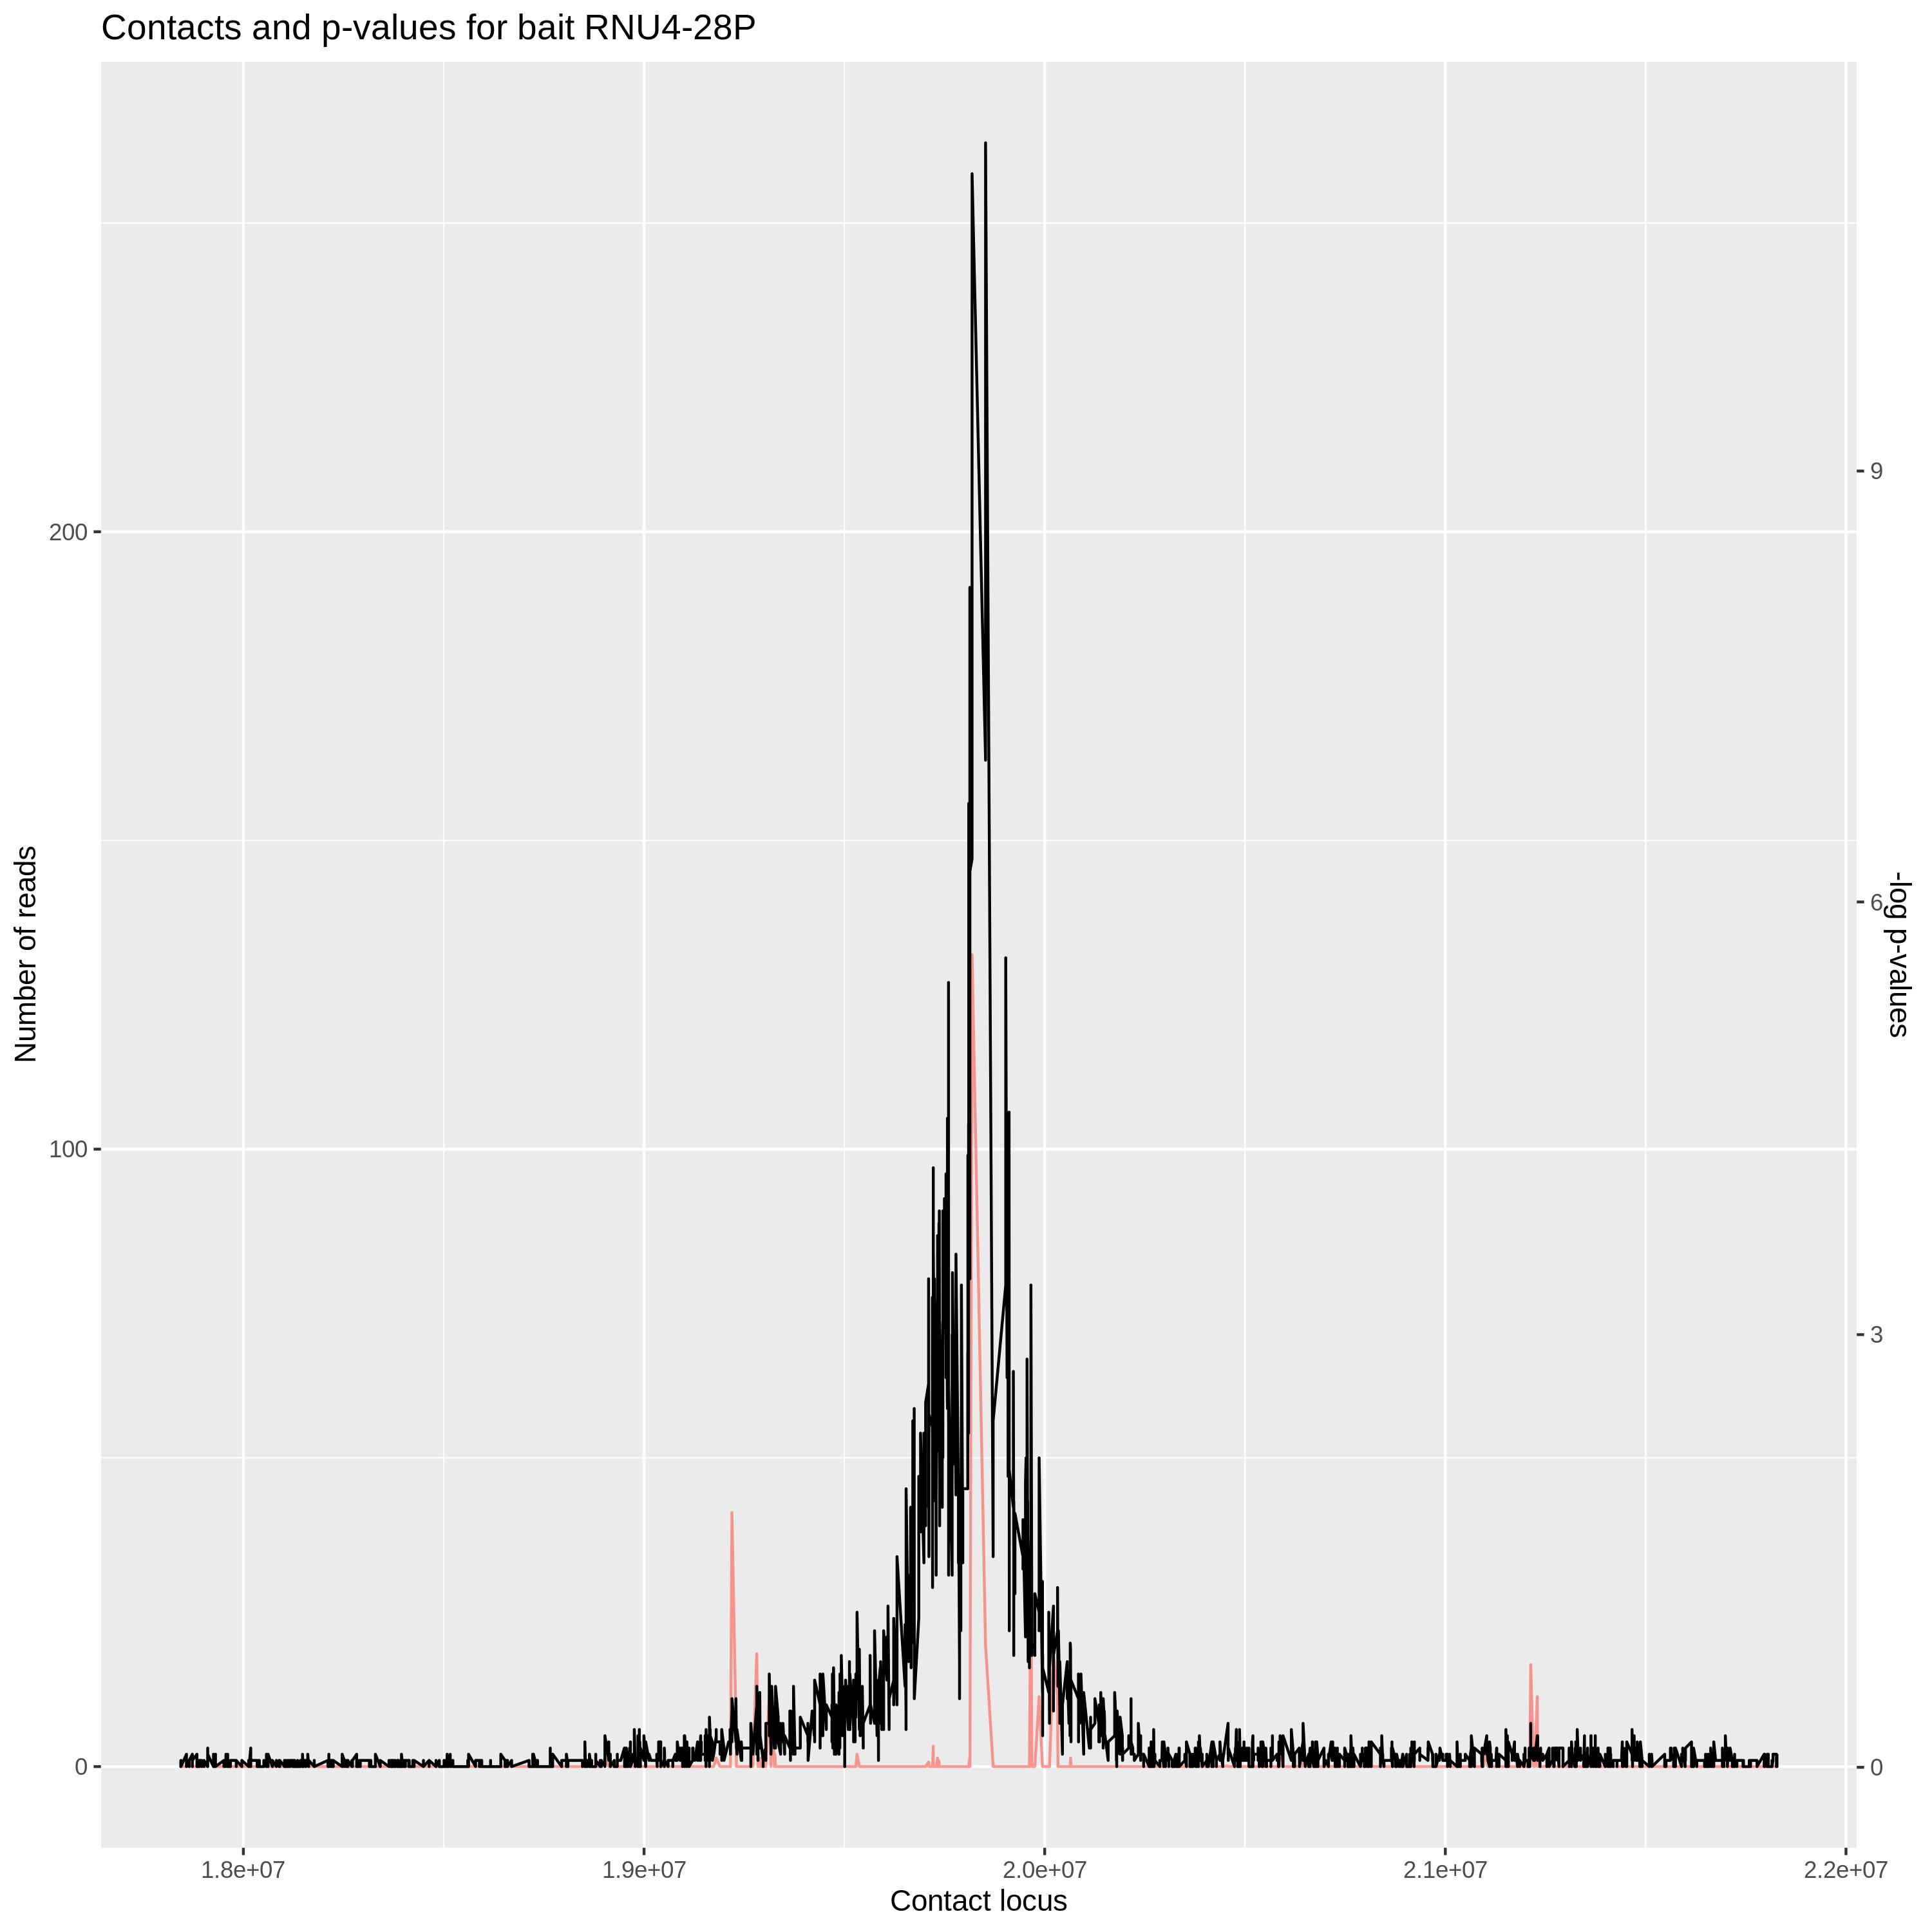 Contacts and p-values for bait RNU4-28P
Number of reads
200
100
0
9
6
3
0
-log p-values
1.8e+07
1.9e+07
2.0e+07
2.1e+07
2.2e+07
Contact locus